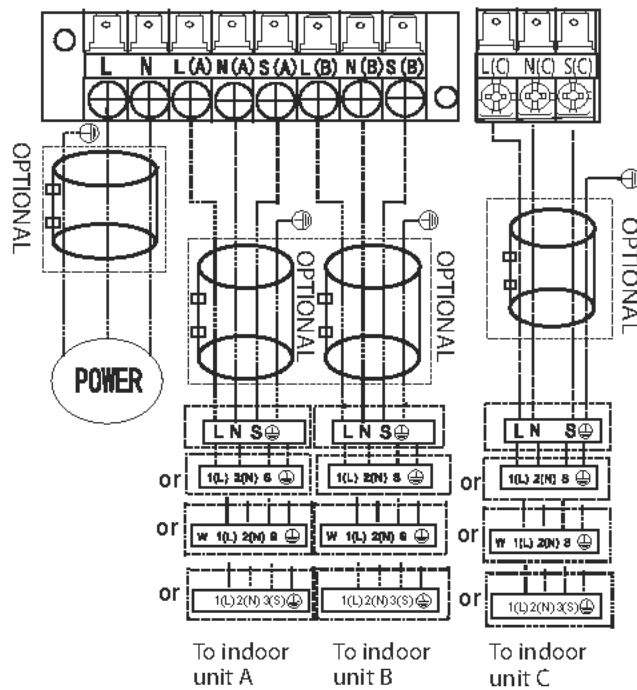 L N L(A) N(A) S(A) L(B) N(B) S(B)
L(C) N(C) S(C)
OPTIONAL
OPTIONAL
OPTIONAL
OPTIONAL
POWER
L N S
L N S
L N S
or 1(L) 2(N) S
1(L) 2(N) S
or 1(L) 2(N) S
or W 1(L) 2(N) S
W 1(L) 2(N) S
or W 1(L) 2(N) S
or 1(L) 2(N) 3(S)
1(L) 2(N) 3(S)
or 1(L) 2(N) 3(S)
To indoor
unit A
To indoor
unit B
To indoor
unit C